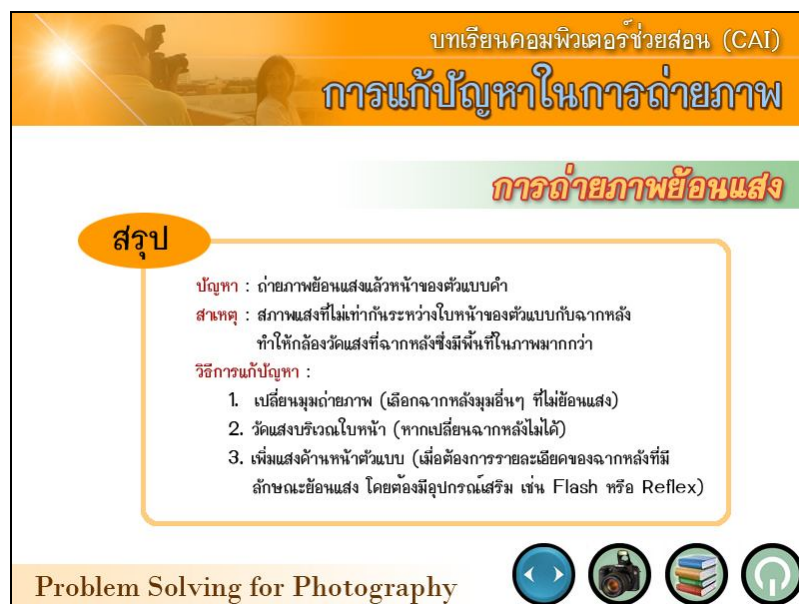 บทเรียนคอมพิวเตอร์ช่วยสอน (CAI)
การแก้ปัญหาในการถ่ายภาพ
การถ่ายภาพย้อนแสง
สรุป
ปัญหา : ถ่ายภาพย้อนแสงแล้วหน้าของตัวแบบดำ
สาเหตุ : สภาพแสงที่ไม่เท่ากันระหว่างใบหน้าของตัวแบบกับฉากหลัง
ทำให้กล้องวัดแสงที่ฉากหลังซึ่งมีพื้นที่ในภาพมากกว่า
วิธีการแก้ปัญหา :
1. เปลี่ยนมุมถ่ายภาพ (เลือกฉากหลังมุมอื่นๆ ที่ไม่ย้อนแสง)
2. วัดแสงบริเวณใบหน้า (หากเปลี่ยนฉากหลังไม่ได้)
3. เพิ่มแสงด้านหน้าตัวแบบ (เมื่อต้องการรายละเอียดของฉากหลังที่มี
ลักษณะย้อนแสง โดยต้องมีอุปกรณ์เสริม เช่น Flash หรือ Reflex)
Problem Solving for Photography